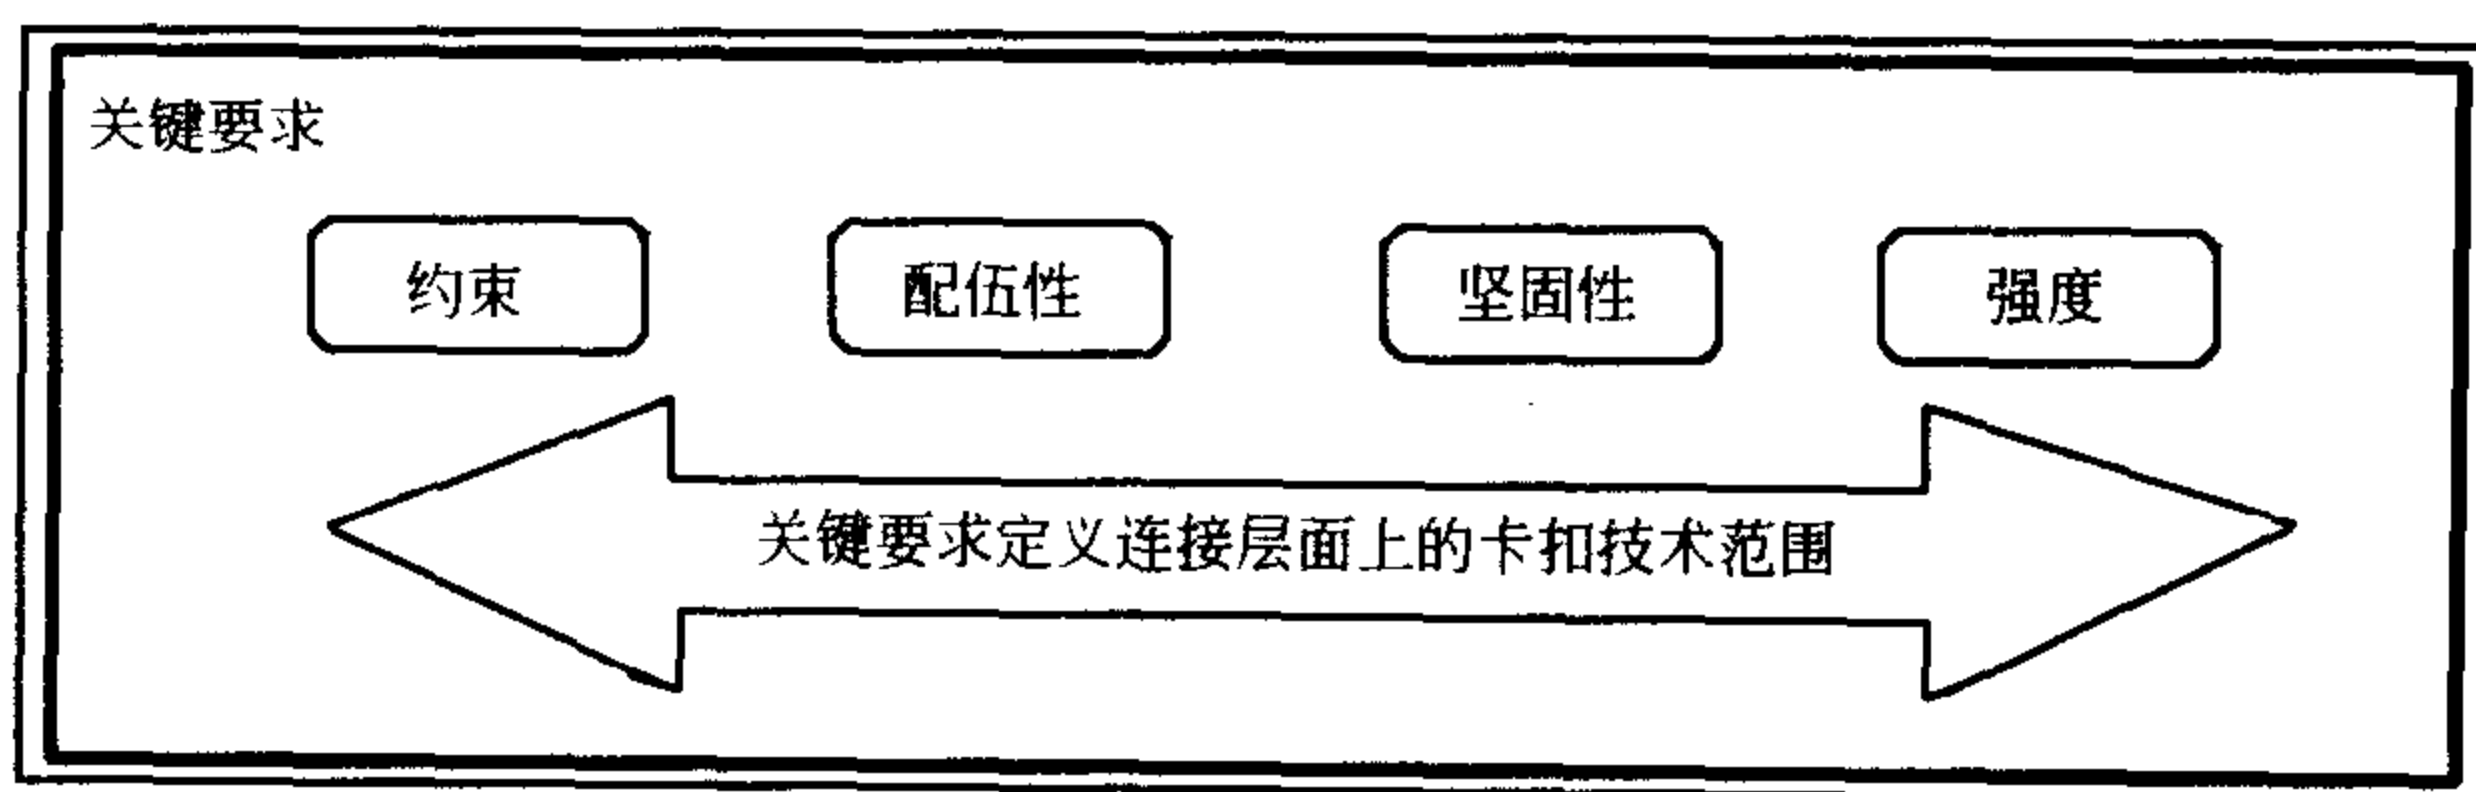 关键要求
约束
配伍性
坚固性
强度
关键要求定义连接层面上的卡扣技术范围